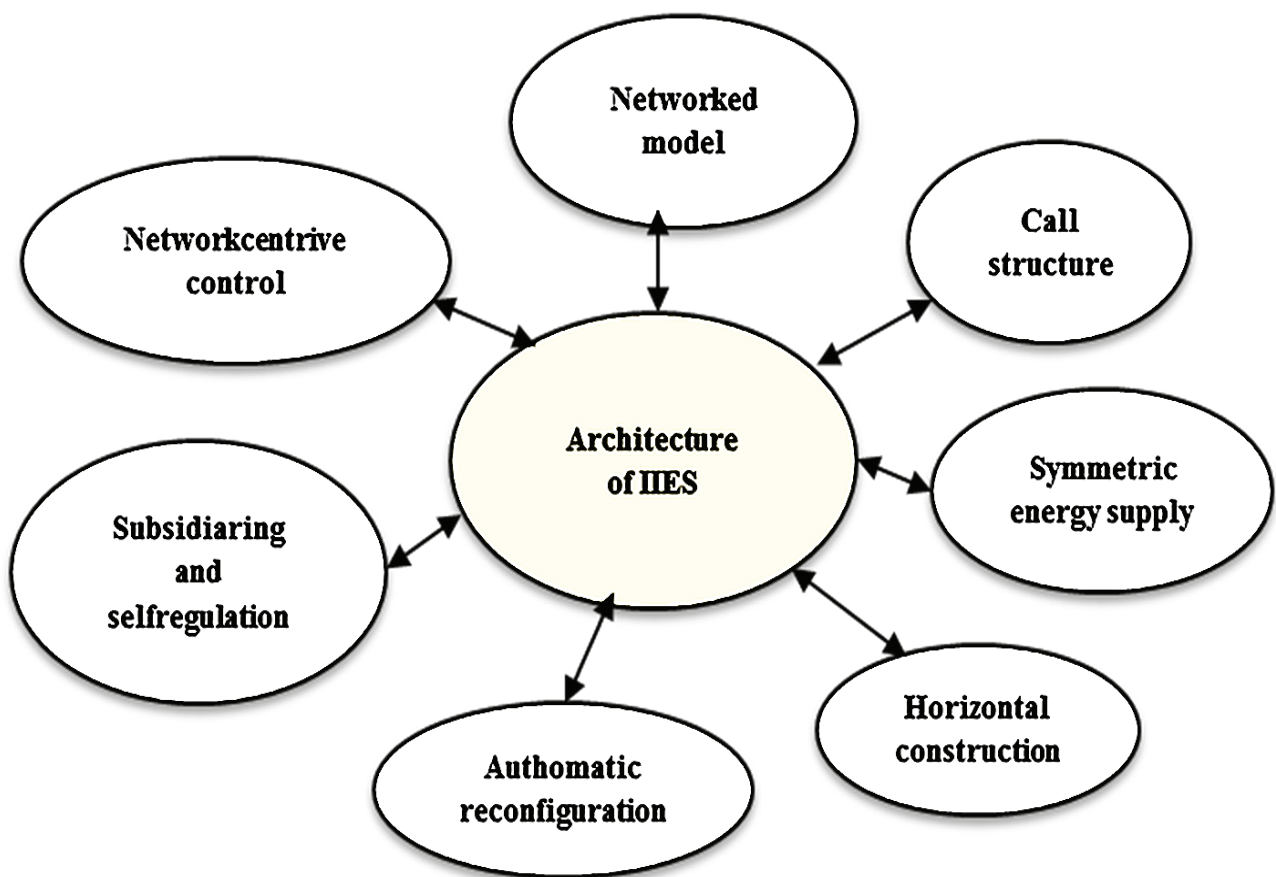 Networked
model
Networkcentrive
control
Call
structure
Architecture
of IIES
Symmetric
energy supply
Subsidiaring
and
selfregulation
Horizontal
construction
Authomatic
reconfiguration